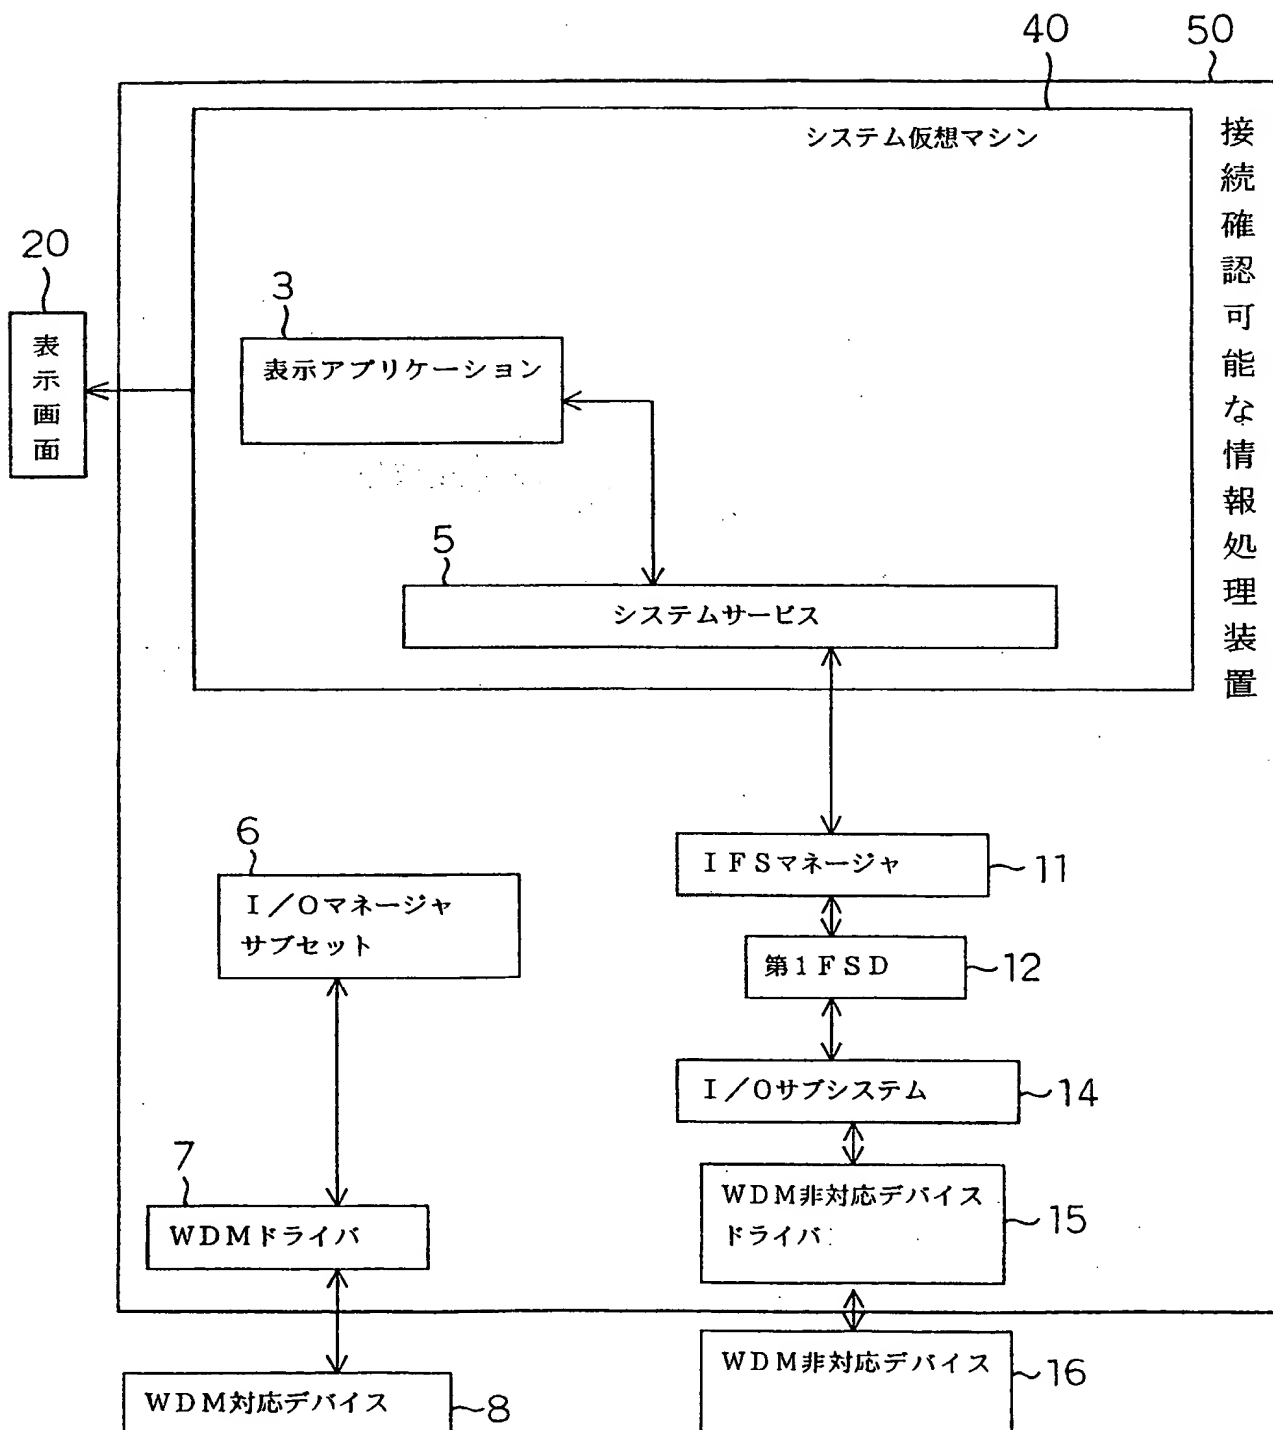 40
50
システム仮想マシン
接続確認可能な情報処理装置
20
表示画面
3
表示アプリケーション
5
システムサービス
6
I/Oマネージャ
サブセット
IFSマネージャ
11
第1FSD
12
I/Oサブシステム
14
7
WDMドライバ
WDM非対応デバイス
ドライバ
15
WDM対応デバイス
8
WDM非対応デバイス
16